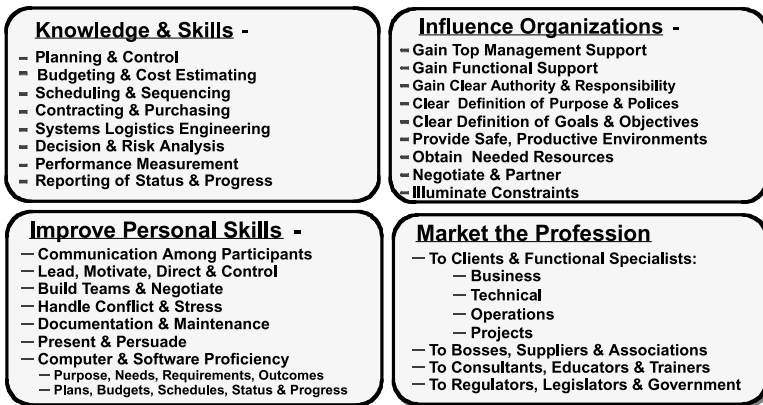 Knowledge & Skills -
– Planning & Control
– Budgeting & Cost Estimating
– Scheduling & Sequencing
– Contracting & Purchasing
– Systems Logistics Engineering
– Decision & Risk Analysis
– Performance Measurement
– Reporting of Status & Progress
Influence Organizations -
– Gain Top Management Support
– Gain Functional Support
– Gain Clear Authority & Responsibility
– Clear Definition of Purpose & Polices
– Clear Definition of Goals & Objectives
– Provide Safe, Productive Environments
– Obtain Needed Resources
– Negotiate & Partner
– Illuminate Constraints
Improve Personal Skills -
— Communication Among Participants
— Lead, Motivate, Direct & Control
— Build Teams & Negotiate
— Handle Conflict & Stress
— Documentation & Maintenance
— Present & Persuade
— Computer & Software Proficiency
— Purpose, Needs, Requirements, Outcomes
— Plans, Budgets, Schedules, Status & Progress
Market the Profession
— To Clients & Functional Specialists:
— Business
— Technical
— Operations
— Projects
— To Bosses, Suppliers & Associations
— To Consultants, Educators & Trainers
— To Regulators, Legislators & Government